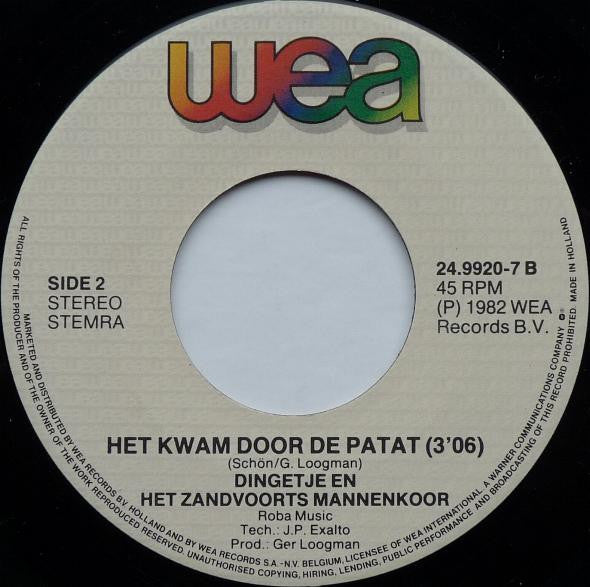 wea
SIDE 2
STEREO
STEMRA
24.9920-7 B
45 RPM
(P) 1982 WEA
Records B.V.
HET KWAM DOOR DE PATAT (3'06)
(Schön/G. Loogman)
DINGETJE EN
HET ZANDVOORTS MANNENKOOR
Roba Music
Tech.: J.P. Exalto
Prod.: Ger Loogman
MARKETED AND DISTRIBUTED BY WEA RECORDS B.V. HOLLAND AND BY WEA RECORDS S.A.-N.V. BELGIUM, LICENSEE OF WEA INTERNATIONAL. A WARNER COMMUNICATIONS COMPANY
ALL RIGHTS OF THE PRODUCER AND OF THE OWNER OF THE WORK REPRODUCED RESERVED. UNAUTHORISED COPYING, HIRING, LENDING, PUBLIC PERFORMANCE AND BROADCASTING OF THIS RECORD PROHIBITED. MADE IN HOLLAND